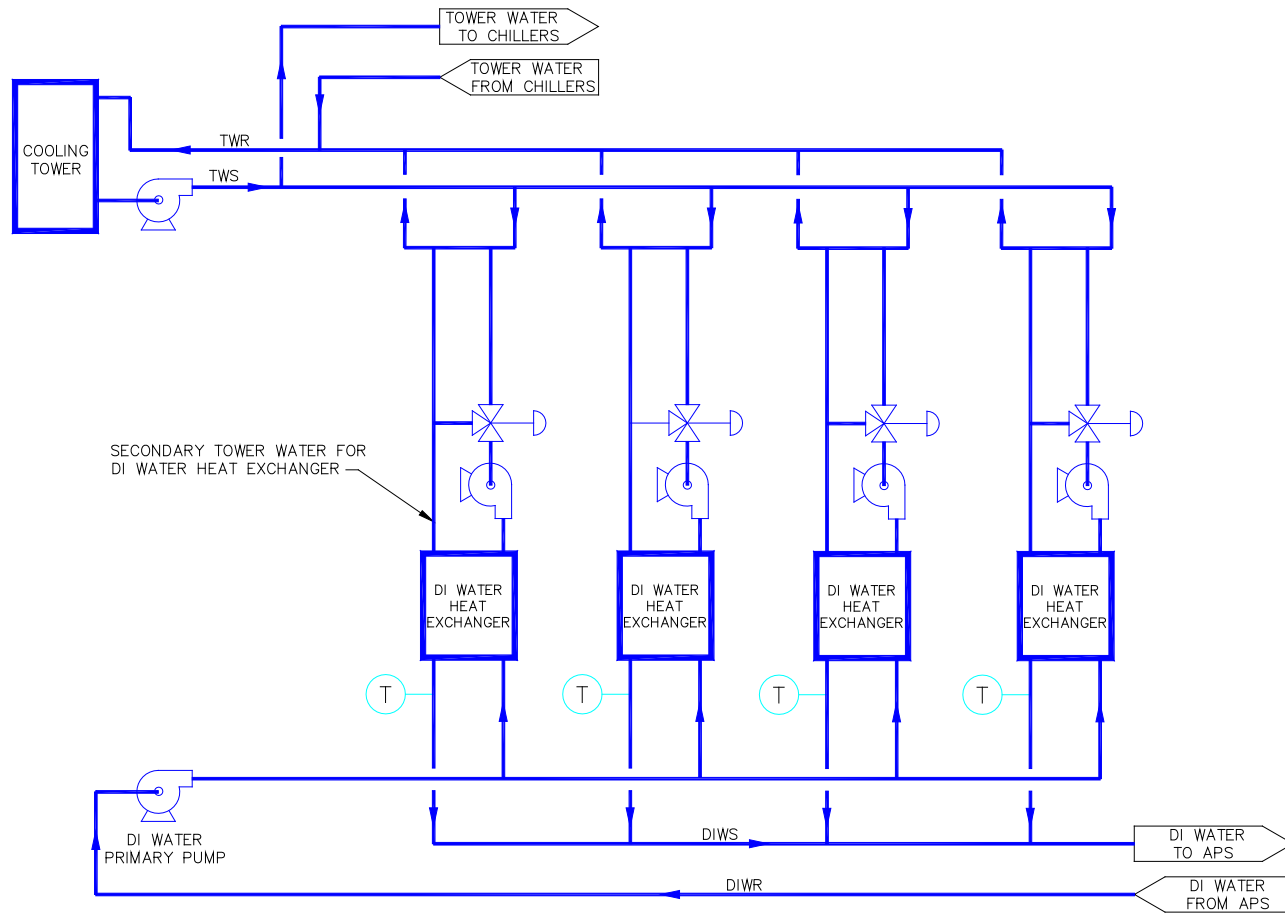 TOWER WATER
TO CHILLERS
TOWER WATER
FROM CHILLERS
COOLING
TOWER
TWR
TWS
SECONDARY TOWER WATER FOR
DI WATER HEAT EXCHANGER
DI WATER
HEAT
EXCHANGER
DI WATER
HEAT
EXCHANGER
DI WATER
HEAT
EXCHANGER
DI WATER
HEAT
EXCHANGER
T
T
T
T
DI WATER
PRIMARY PUMP
DIWS
DI WATER
TO APS
DIWR
DI WATER
FROM APS